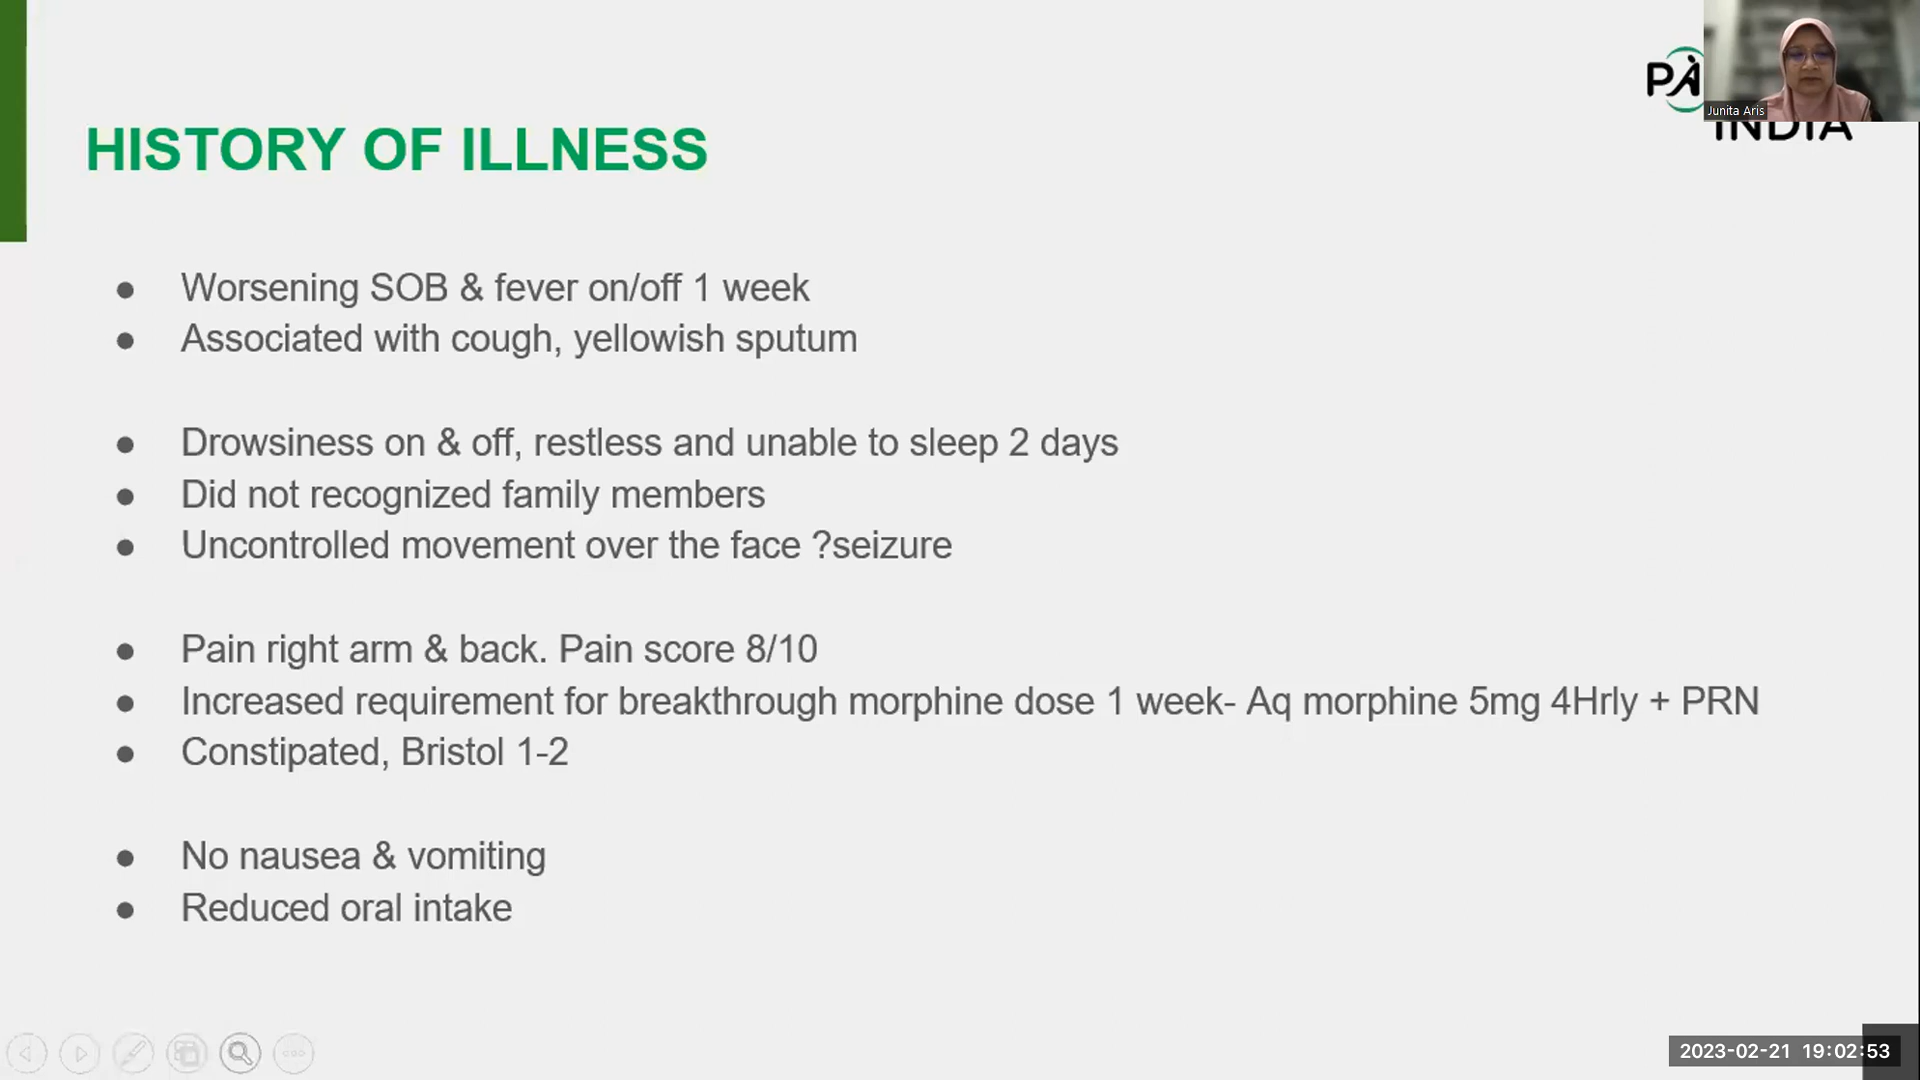 PA
Junita Aris
INDIA
HISTORY OF ILLNESS
Worsening SOB & fever on/off 1 week
Associated with cough, yellowish sputum
Drowsiness on & off, restless and unable to sleep 2 days
Did not recognized family members
Uncontrolled movement over the face ?seizure
Pain right arm & back. Pain score 8/10
Increased requirement for breakthrough morphine dose 1 week- Aq morphine 5mg 4Hrly + PRN
Constipated, Bristol 1-2
No nausea & vomiting
Reduced oral intake
2023-02-21 19:02:53